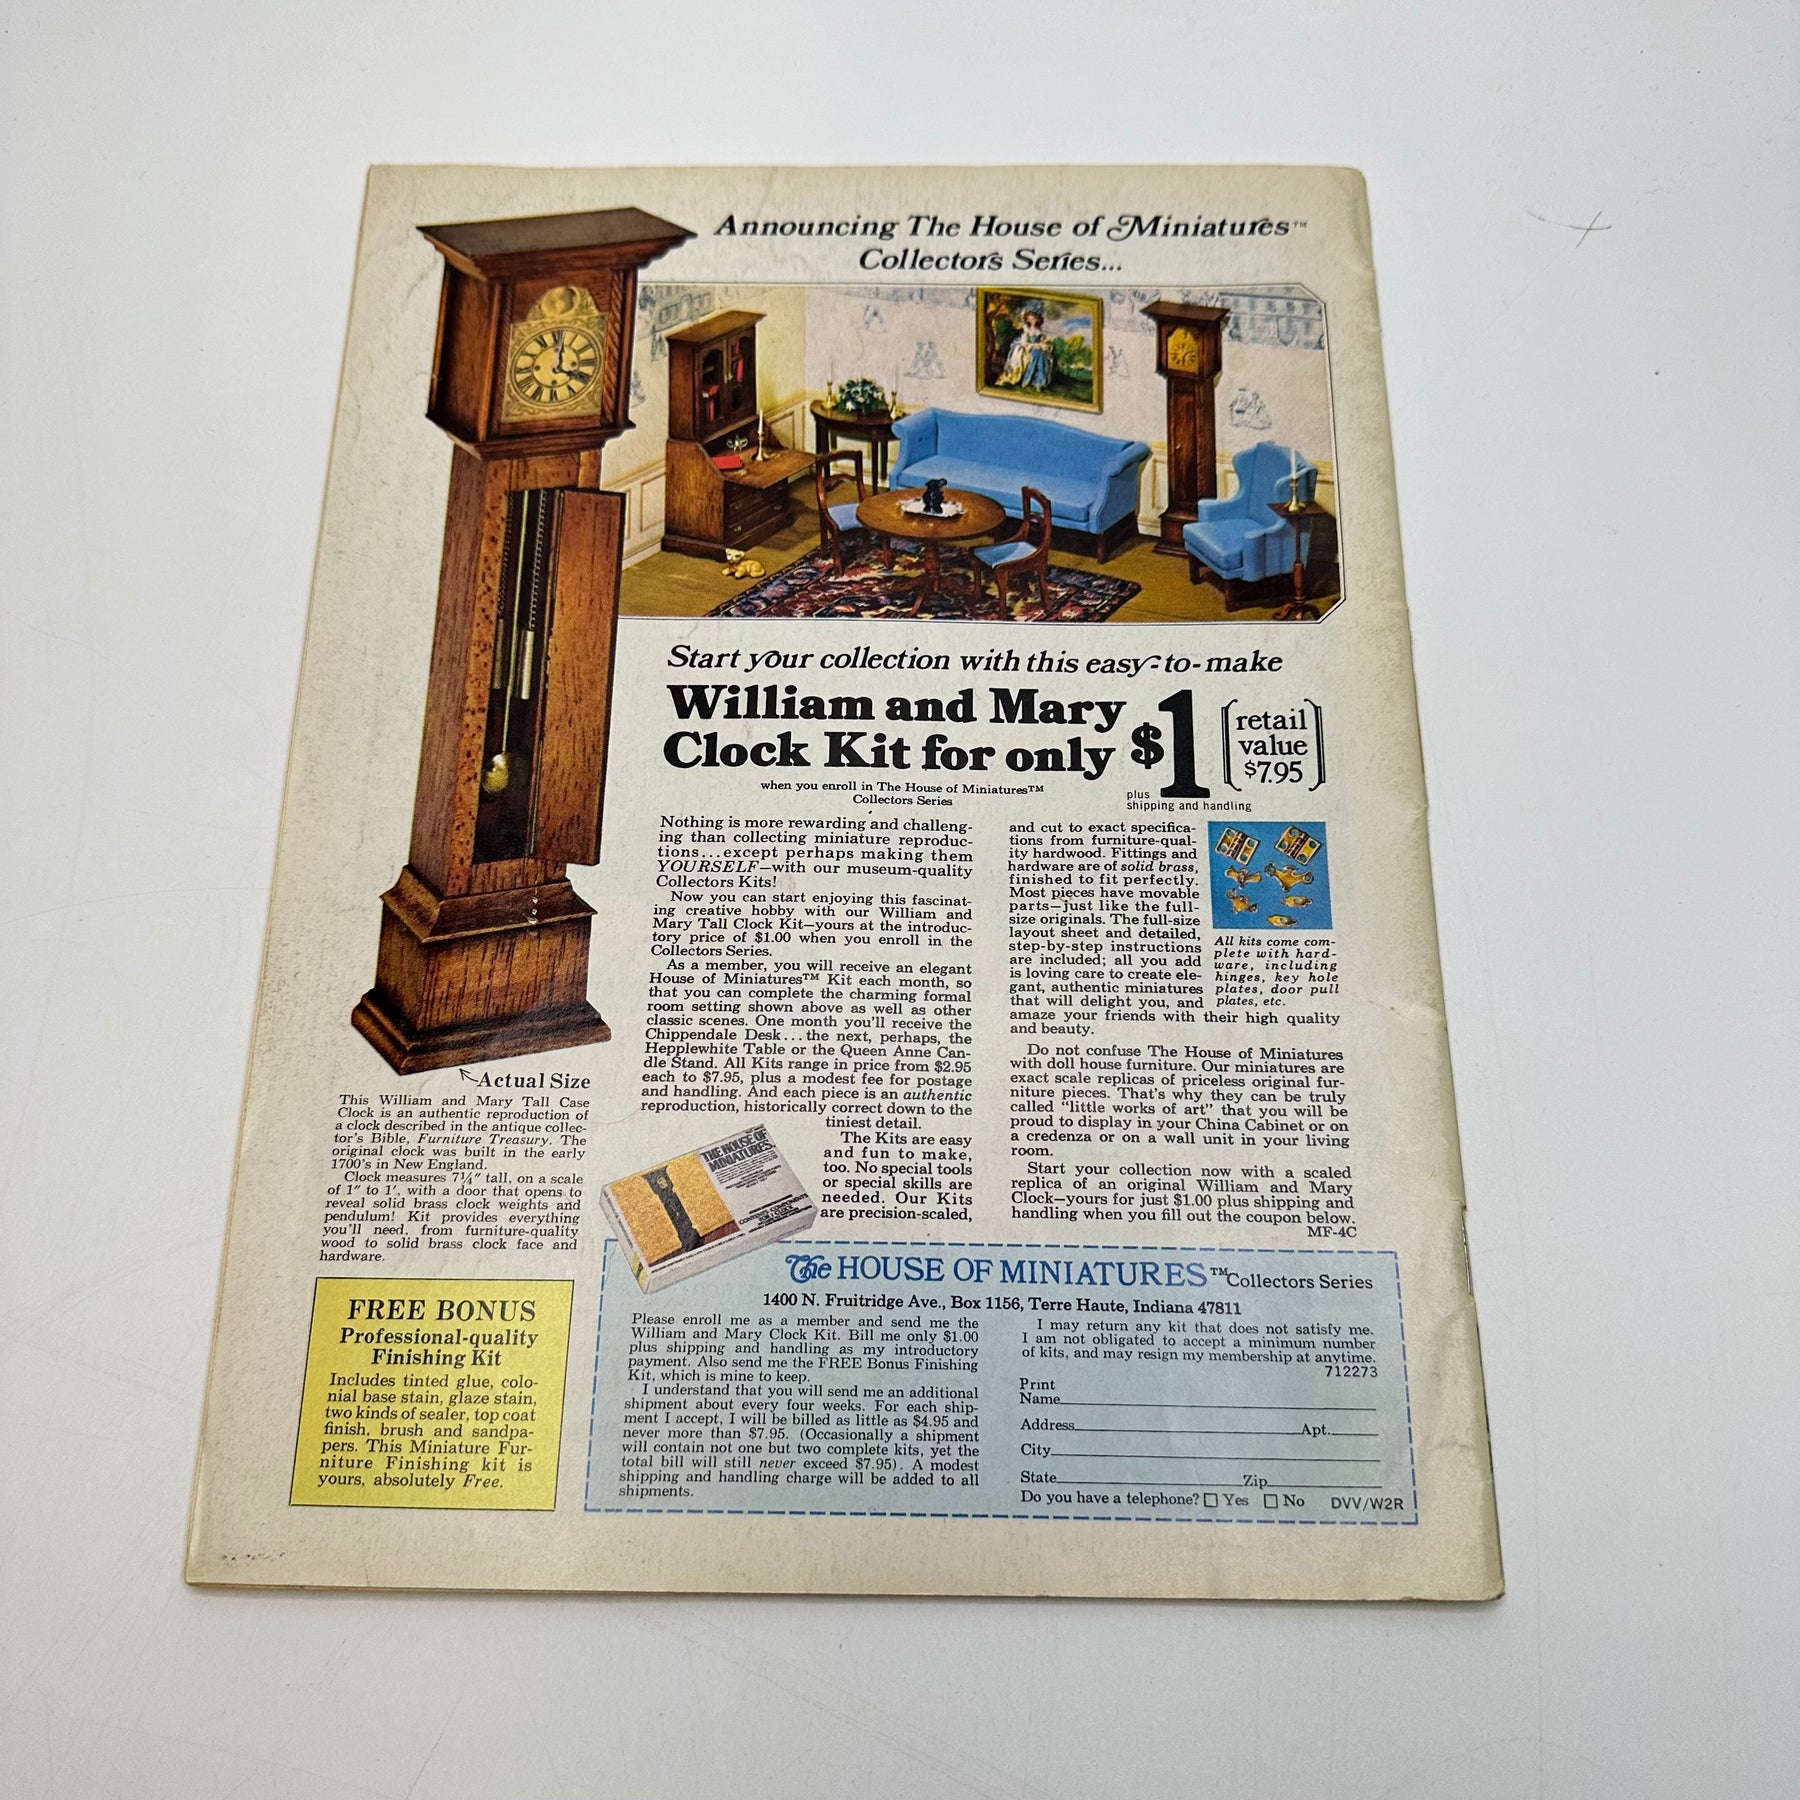 Announcing The House of Miniatures™
Collectors Series...
Start your collection with this easy-to-make
William and Mary
Clock Kit for only $1
[retail
value
$7.95]
plus
shipping and handling
when you enroll in The House of Miniatures™
Collectors Series
Nothing is more rewarding and challeng-
ing than collecting miniature reproduc-
tions...except perhaps making them
YOURSELF—with our museum-quality
Collectors Kits!
Now you can start enjoying this fascinat-
ing creative hobby with our William and
Mary Tall Clock Kit—yours at the introduc-
tory price of $1.00 when you enroll in the
Collectors Series.
As a member, you will receive an elegant
House of Miniatures™ Kit each month, so
that you can complete the charming formal
room setting shown above as well as other
classic scenes. One month you'll receive the
Chippendale Desk...the next, perhaps, the
Hepplewhite Table or the Queen Anne Can-
dle Stand. All Kits range in price from $2.95
each to $7.95, plus a modest fee for postage
and handling. And each piece is an authentic
reproduction, historically correct down to the
tiniest detail.
The Kits are easy
and fun to make,
too. No special tools
or special skills are
needed. Our Kits
are precision-scaled,
and cut to exact specifica-
tions from furniture-qual-
ity hardwood. Fittings and
hardware are of solid brass,
finished to fit perfectly.
Most pieces have movable
parts—just like the full-
size originals. The full-size
layout sheet and detailed,
step-by-step instructions
are included; all you add
is loving care to create ele-
gant, authentic miniatures
that will delight you, and
amaze your friends with their high quality
and beauty.
All kits come com-
plete with hard-
ware, including
hinges, key hole
plates, door pull
plates, etc.
Do not confuse The House of Miniatures
with doll house furniture. Our miniatures are
exact scale replicas of priceless original fur-
niture pieces. That's why they can be truly
called "little works of art" that you will be
proud to display in your China Cabinet or on
a credenza or on a wall unit in your living
room.
Start your collection now with a scaled
replica of an original William and Mary
Clock—yours for just $1.00 plus shipping and
handling when you fill out the coupon below.
MF-4C
Actual Size
This William and Mary Tall Case
Clock is an authentic reproduction of
a clock described in the antique collec-
tor's Bible, Furniture Treasury. The
original clock was built in the early
1700's in New England.
Clock measures 7¼" tall, on a scale
of 1" to 1', with a door that opens to
reveal solid brass clock weights and
pendulum! Kit provides everything
you'll need, from furniture-quality
wood to solid brass clock face and
hardware.
THE HOUSE OF
MINIATURES
FREE BONUS
Professional-quality
Finishing Kit
Includes tinted glue, colo-
nial base stain, glaze stain,
two kinds of sealer, top coat
finish, brush and sandpa-
pers. This Miniature Fur-
niture Finishing kit is
yours, absolutely Free.
The HOUSE OF MINIATURES™ Collectors Series
1400 N. Fruitridge Ave., Box 1156, Terre Haute, Indiana 47811
Please enroll me as a member and send me the
William and Mary Clock Kit. Bill me only $1.00
plus shipping and handling as my introductory
payment. Also send me the FREE Bonus Finishing
Kit, which is mine to keep.
I understand that you will send me an additional
shipment about every four weeks. For each ship-
ment I accept, I will be billed as little as $4.95 and
never more than $7.95. (Occasionally a shipment
will contain not one but two complete kits, yet the
total bill will still never exceed $7.95). A modest
shipping and handling charge will be added to all
shipments.
I may return any kit that does not satisfy me.
I am not obligated to accept a minimum number
of kits, and may resign my membership at anytime.
712273
Print
Name
Address Apt.
City
State Zip
Do you have a telephone? ☐ Yes ☐ No DVV/W2R